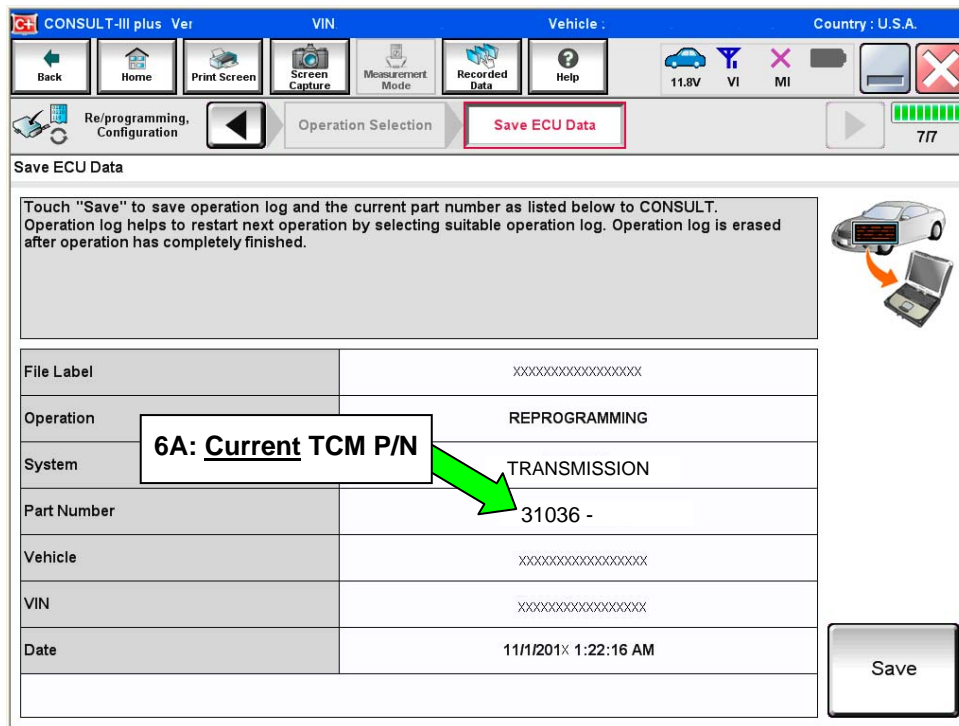 C+ CONSULT-III plus Ver VIN. Vehicle : Country : U.S.A.
Back Home Print Screen Screen Capture Measurement Mode Recorded Data Help 11.8V VI MI
Re/programming, Configuration Operation Selection Save ECU Data 7/7
Save ECU Data
Touch "Save" to save operation log and the current part number as listed below to CONSULT.
Operation log helps to restart next operation by selecting suitable operation log. Operation log is erased
after operation has completely finished.
File Label XXXXXXXXXXXXXXXXX
Operation REPROGRAMMING
6A: Current TCM P/N
System TRANSMISSION
Part Number 31036 -
Vehicle XXXXXXXXXXXXXXXXX
VIN XXXXXXXXXXXXXXXXX
Date 11/1/201X 1:22:16 AM
Save